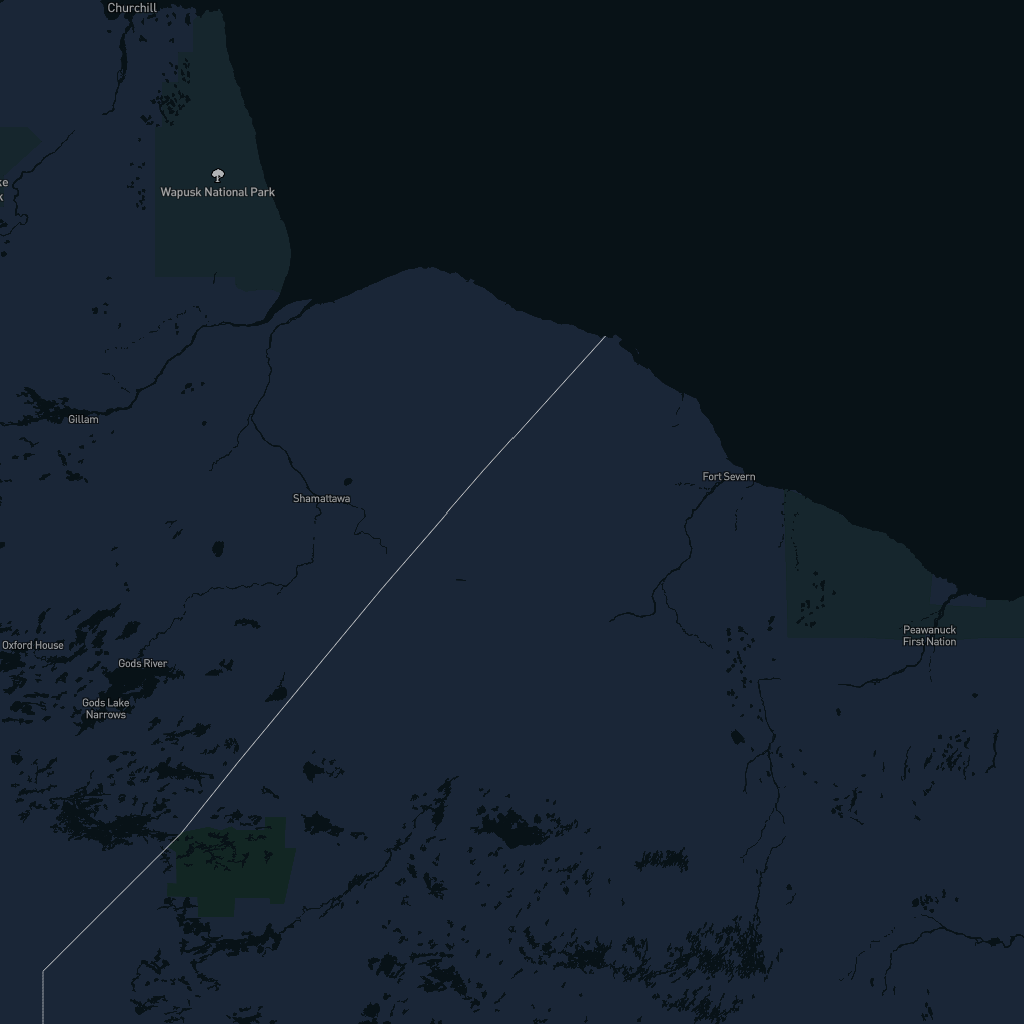 Churchill
Wapusk National Park
Gillam
Fort Severn
Shamattawa
Peawanuck
First Nation
Oxford House
Gods River
Gods Lake
Narrows